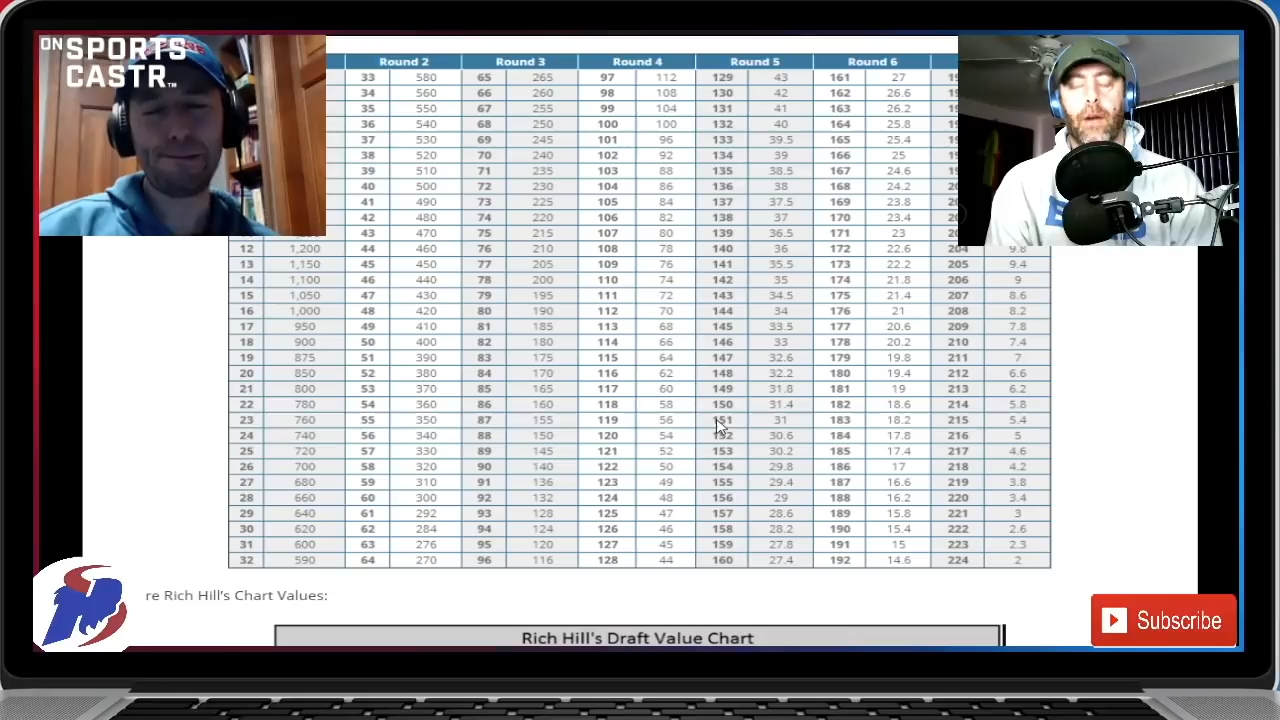 ON SPORTS
CASTR™
Round 2 Round 3 Round 4 Round 5 Round 6
33 580 65 265 97 112 129 43 161 27
34 560 66 260 98 108 130 42 162 26.6
35 550 67 255 99 104 131 41 163 26.2
36 540 68 250 100 100 132 40 164 25.8
37 530 69 245 101 96 133 39.5 165 25.4
38 520 70 240 102 92 134 39 166 25
39 510 71 235 103 88 135 38.5 167 24.6
40 500 72 230 104 86 136 38 168 24.2
41 490 73 225 105 84 137 37.5 169 23.8
42 480 74 220 106 82 138 37 170 23.4
43 470 75 215 107 80 139 36.5 171 23
12 1,200 44 460 76 210 108 78 140 36 172 22.6 204 9.8
13 1,150 45 450 77 205 109 76 141 35.5 173 22.2 205 9.4
14 1,100 46 440 78 200 110 74 142 35 174 21.8 206 9
15 1,050 47 430 79 195 111 72 143 34.5 175 21.4 207 8.6
16 1,000 48 420 80 190 112 70 144 34 176 21 208 8.2
17 950 49 410 81 185 113 68 145 33.5 177 20.6 209 7.8
18 900 50 400 82 180 114 66 146 33 178 20.2 210 7.4
19 875 51 390 83 175 115 64 147 32.6 179 19.8 211 7
20 850 52 380 84 170 116 62 148 32.2 180 19.4 212 6.6
21 800 53 370 85 165 117 60 149 31.8 181 19 213 6.2
22 780 54 360 86 160 118 58 150 31.4 182 18.6 214 5.8
23 760 55 350 87 155 119 56 151 31 183 18.2 215 5.4
24 740 56 340 88 150 120 54 152 30.6 184 17.8 216 5
25 720 57 330 89 145 121 52 153 30.2 185 17.4 217 4.6
26 700 58 320 90 140 122 50 154 29.8 186 17 218 4.2
27 680 59 310 91 136 123 49 155 29.4 187 16.6 219 3.8
28 660 60 300 92 132 124 48 156 29 188 16.2 220 3.4
29 640 61 292 93 128 125 47 157 28.6 189 15.8 221 3
30 620 62 284 94 124 126 46 158 28.2 190 15.4 222 2.6
31 600 63 276 95 120 127 45 159 27.8 191 15 223 2.3
32 590 64 270 96 116 128 44 160 27.4 192 14.6 224 2
re Rich Hill's Chart Values:
Rich Hill's Draft Value Chart
Subscribe